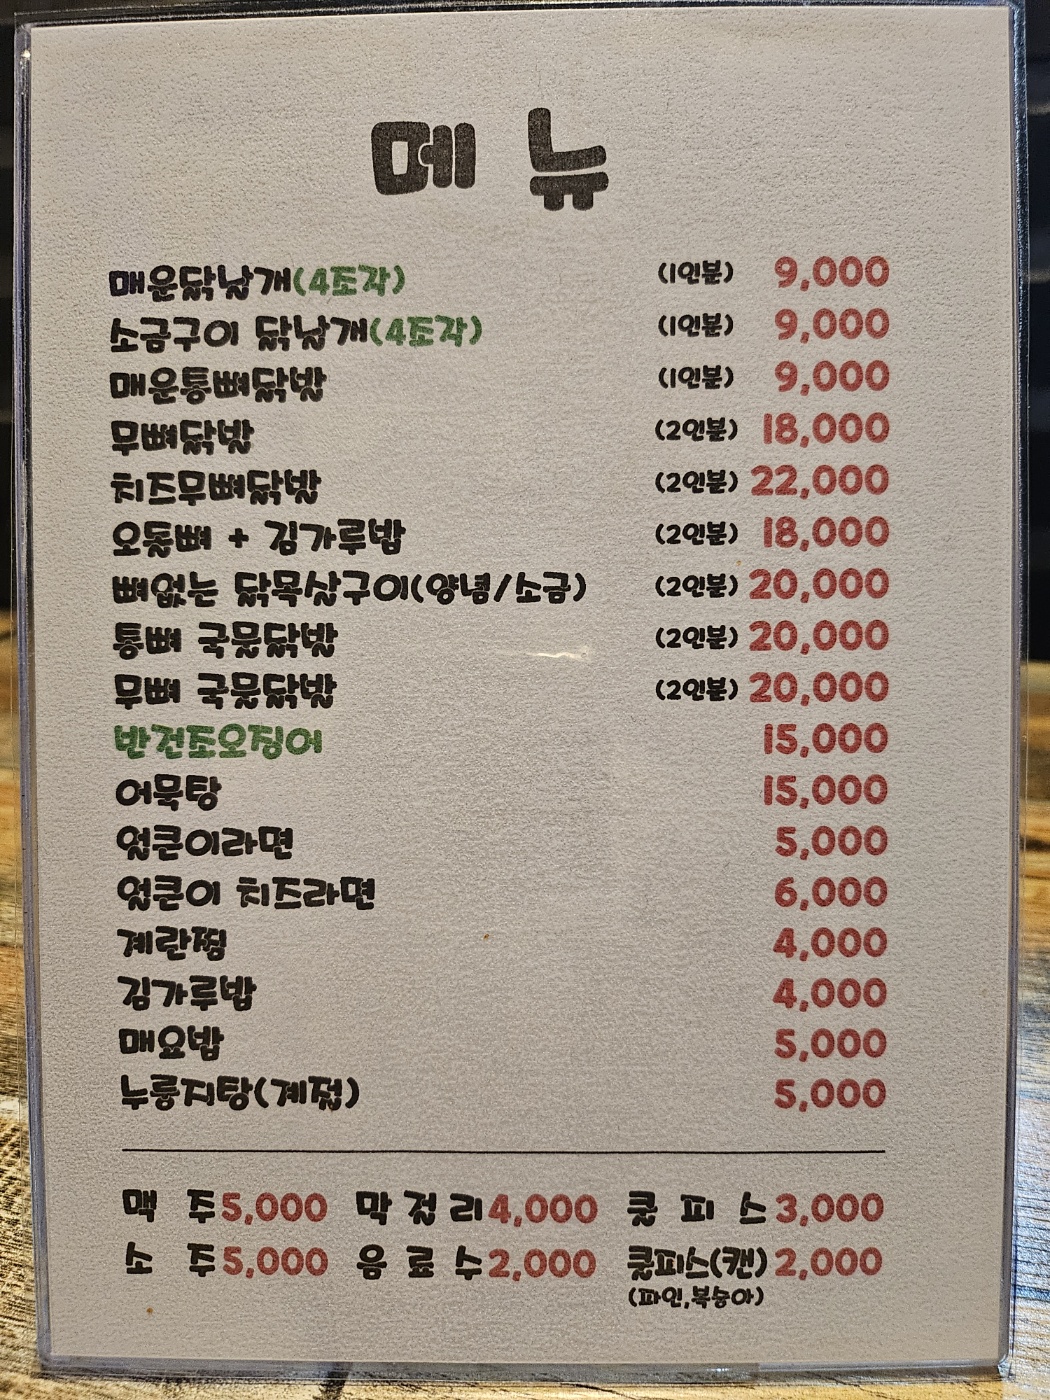 메뉴
매운닭날개(4조각) (1인분) 9,000
소금구이 닭날개(4조각) (1인분) 9,000
매운통뼈닭발 (1인분) 9,000
무뼈닭발 (2인분) 18,000
치즈무뼈닭발 (2인분) 22,000
오돌뼈 + 김가루밥 (2인분) 18,000
뼈없는 닭목살구이(양념/소금) (2인분) 20,000
통뼈 국물닭발 (2인분) 20,000
무뼈 국물닭발 (2인분) 20,000
반건조오징어 15,000
어묵탕 15,000
얼큰이라면 5,000
얼큰이 치즈라면 6,000
계란찜 4,000
김가루밥 4,000
매요밥 5,000
누룽지탕(계절) 5,000
맥 주 5,000 막걸리 4,000 쿨피스 3,000
소 주 5,000 음료수 2,000 쿨피스(캔) 2,000
(파인,복숭아)